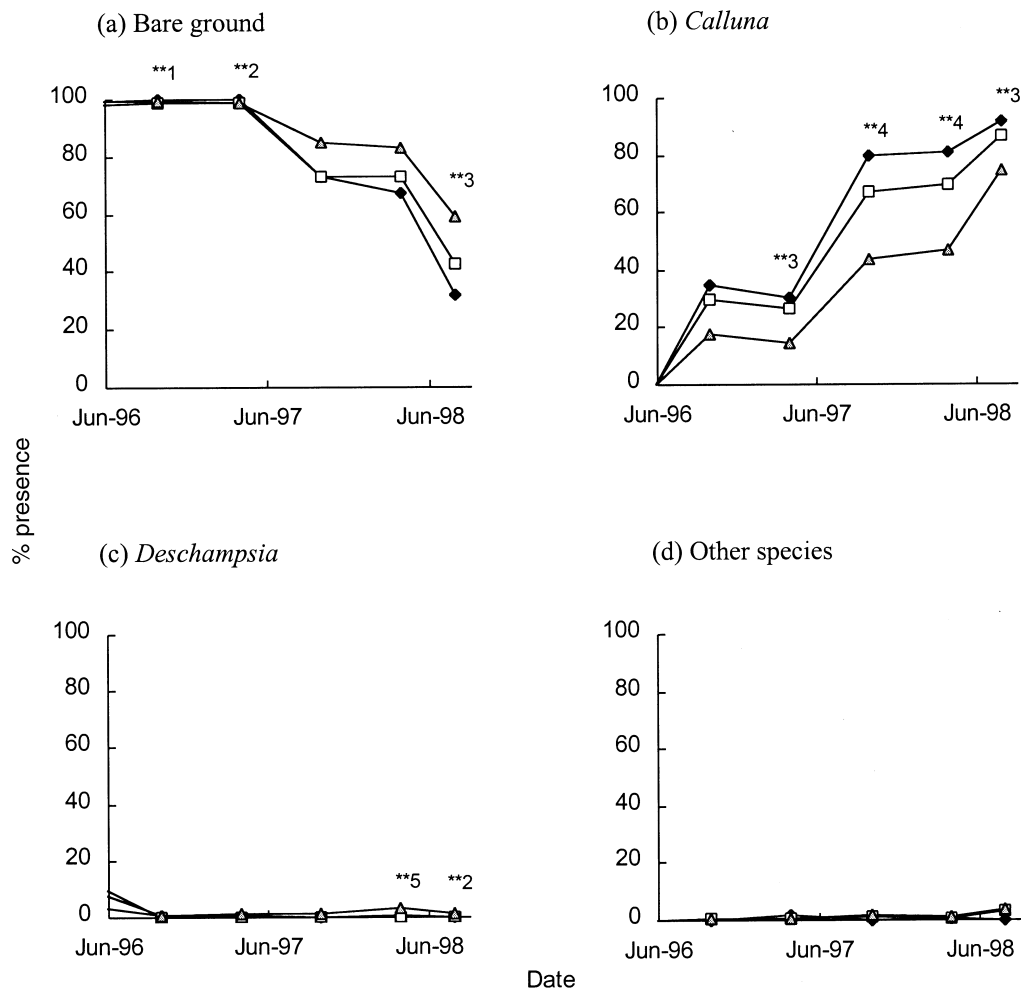 (a) Bare ground
**1
**2
100
80
**3
60
40
20
0
Jun-96
Jun-97
Jun-98
(b) Calluna
**3
100
**4
**4
80
60
40
**3
20
0
Jun-96
Jun-97
Jun-98
% presence
(c) Deschampsia
100
80
60
40
20
**5
**2
0
Jun-96
Jun-97
Jun-98
(d) Other species
100
80
60
40
20
0
Jun-96
Jun-97
Jun-98
Date